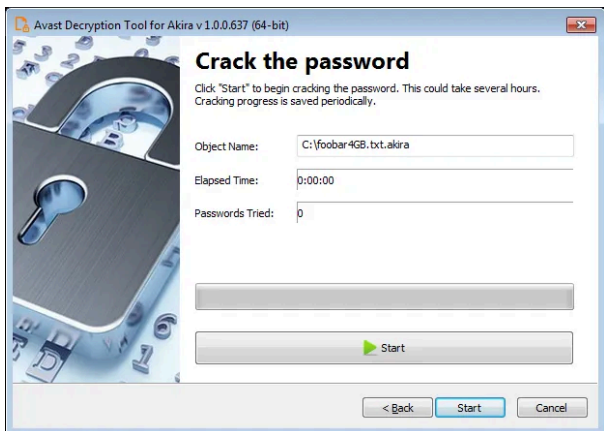 Avast Decryption Tool for Akira v 1.0.0.637 (64-bit)
Crack the password
Click "Start" to begin cracking the password. This could take several hours.
Cracking progress is saved periodically.
Object Name: C:\foobar4GB.txt.akira
Elapsed Time: 0:00:00
Passwords Tried: 0
Start
< Back Start Cancel